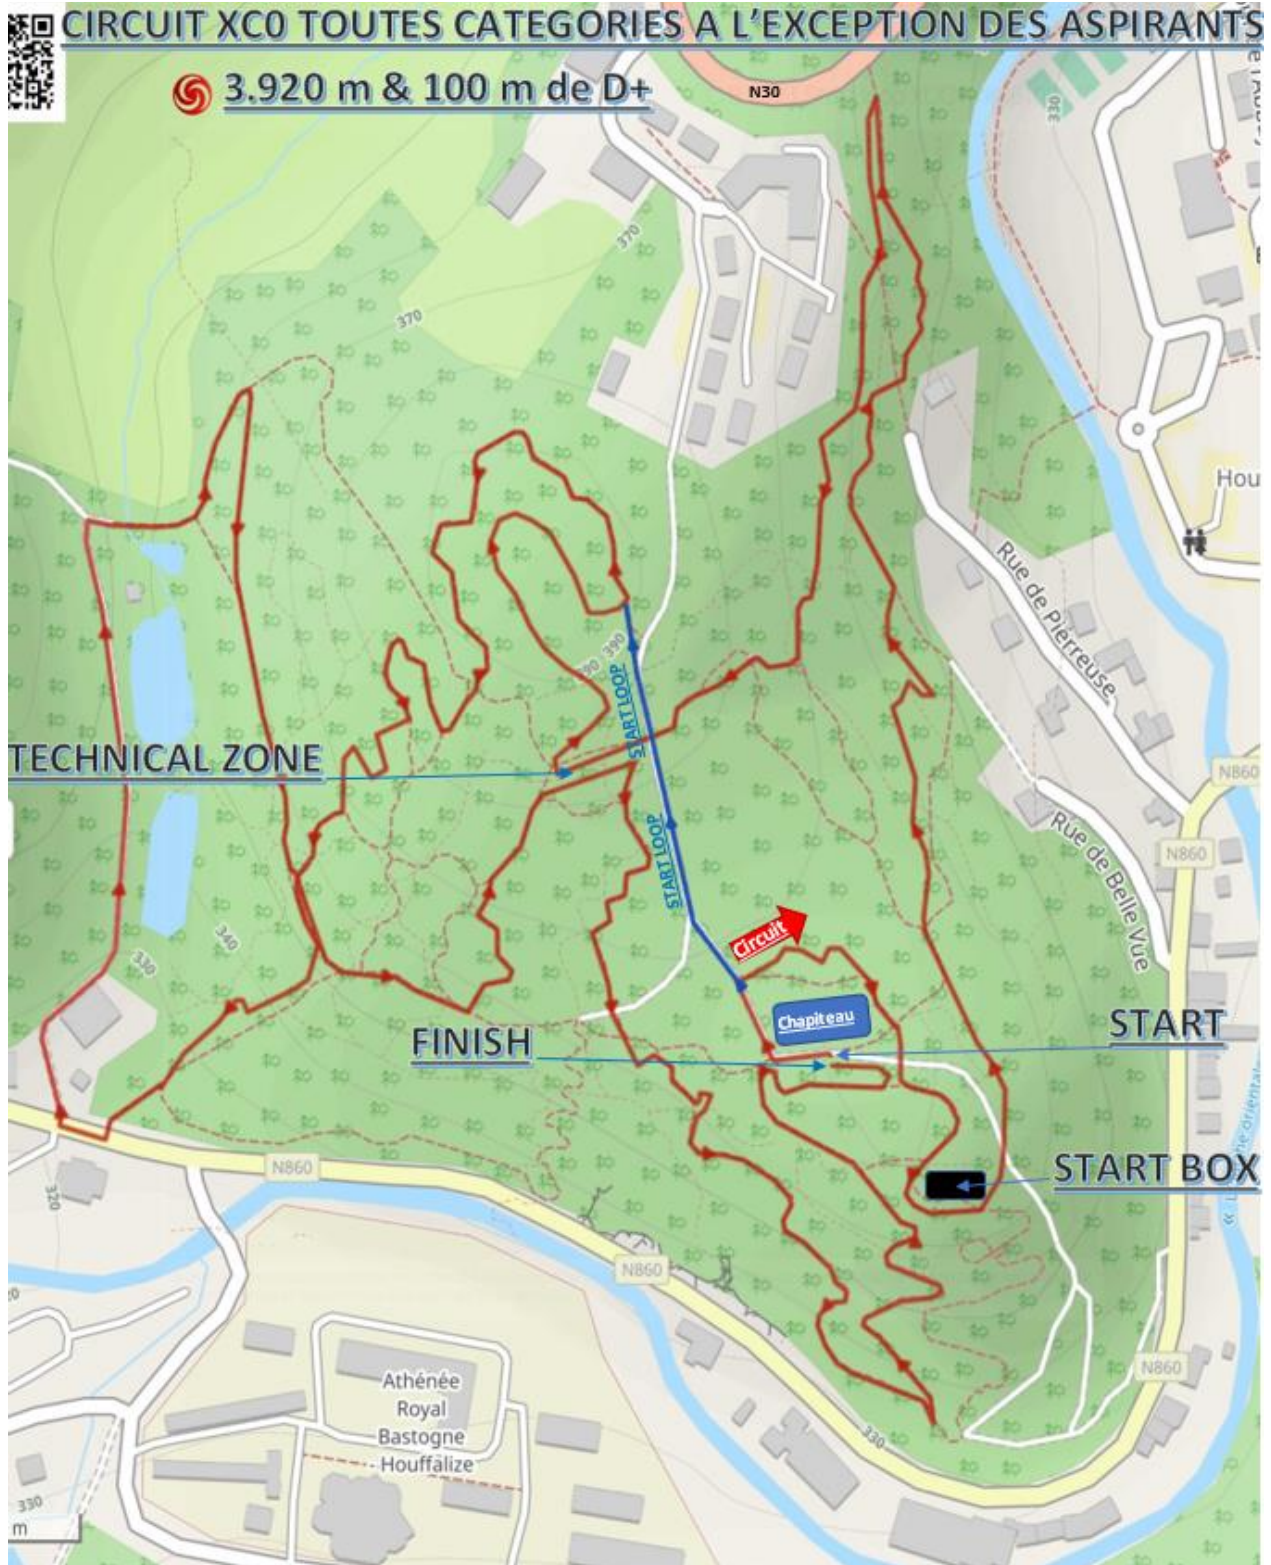 CIRCUIT XC0 TOUTES CATEGORIES A L'EXCEPTION DES ASPIRANTS
3.920 m & 100 m de D+
N30
330
370
370
Hou
Rue de Pierreuse
390
START LOOP
TECHNICAL ZONE
N860
START LOOP
Rue de Belle Vue
N860
340
330
Circuit
Chapiteau
START
FINISH
N860
START BOX
320
N860
N860
Athénée
Royal
Bastogne
- Houffalize
330
330
m